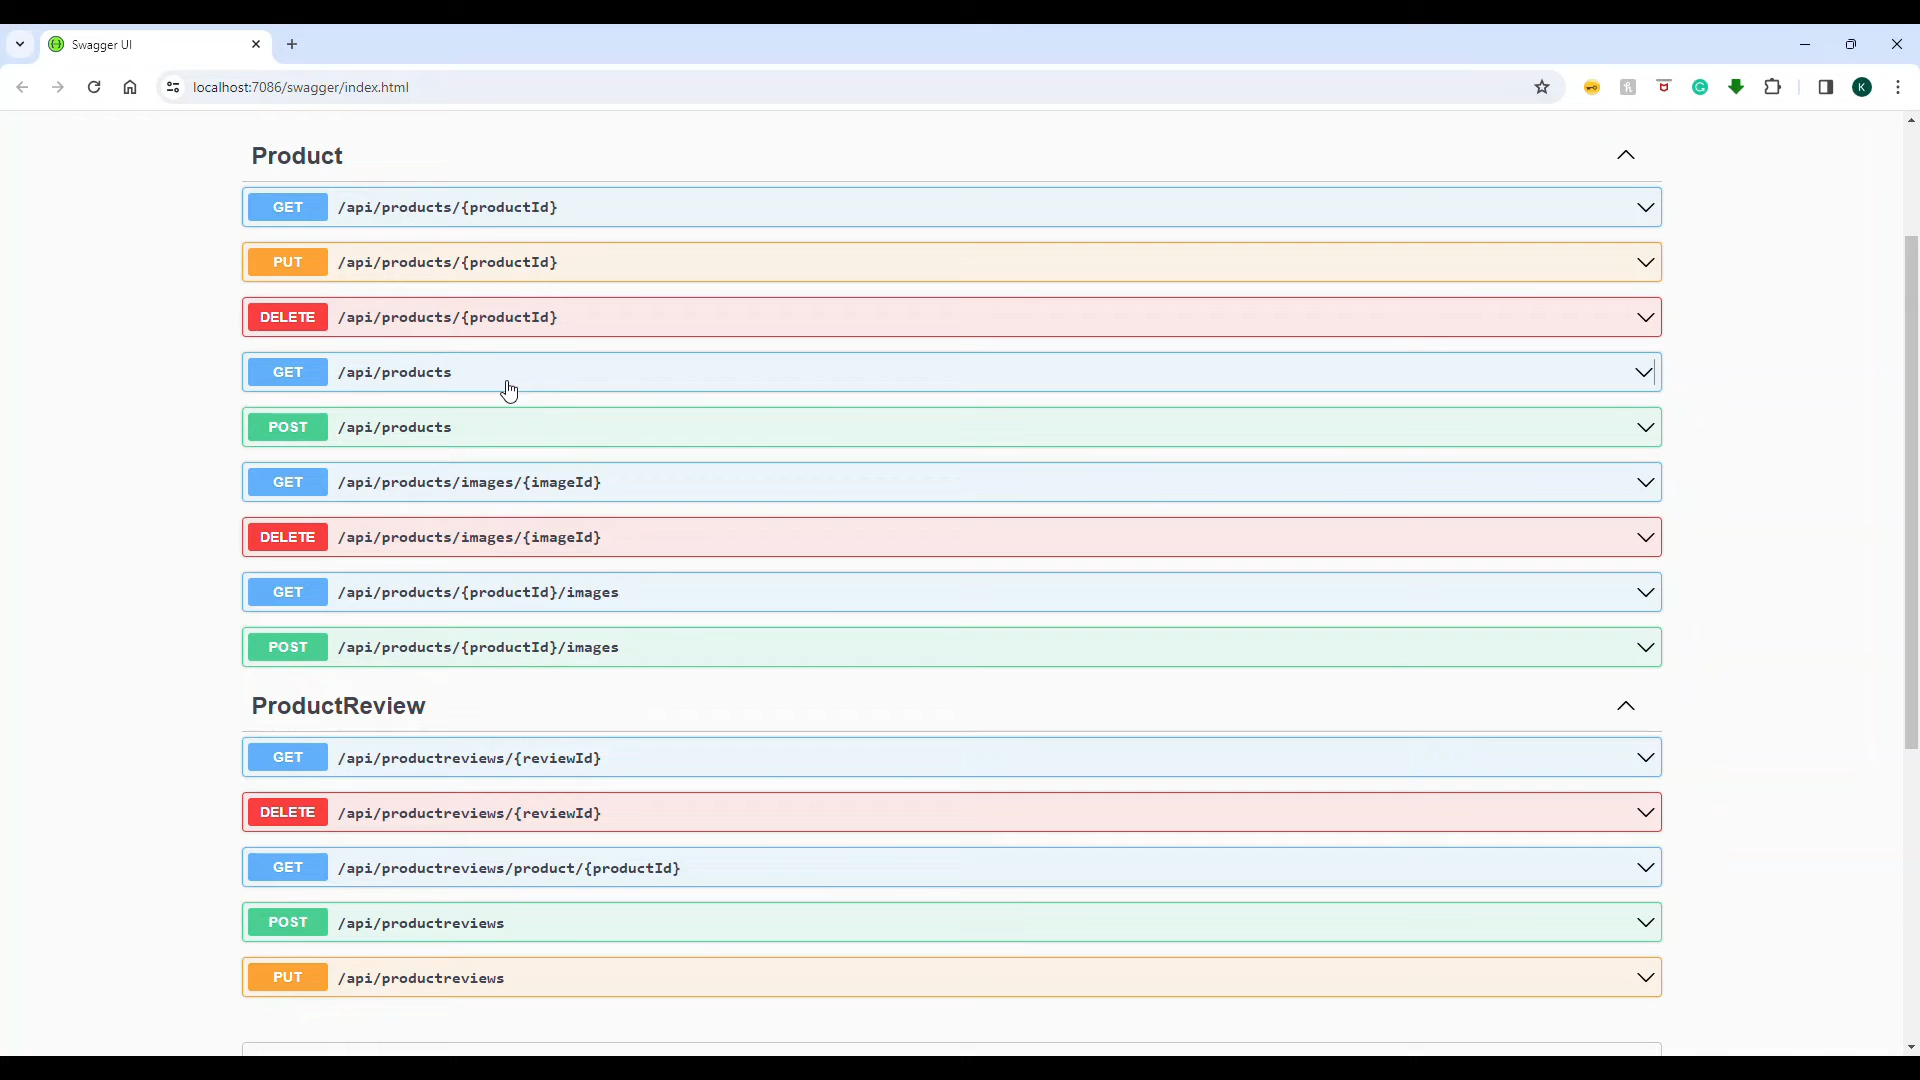 Swagger UI
localhost:7086/swagger/index.html
K
Product
GET /api/products/{productId}
PUT /api/products/{productId}
DELETE /api/products/{productId}
GET /api/products
POST /api/products
GET /api/products/images/{imageId}
DELETE /api/products/images/{imageId}
GET /api/products/{productId}/images
POST /api/products/{productId}/images
ProductReview
GET /api/productreviews/{reviewId}
DELETE /api/productreviews/{reviewId}
GET /api/productreviews/product/{productId}
POST /api/productreviews
PUT /api/productreviews